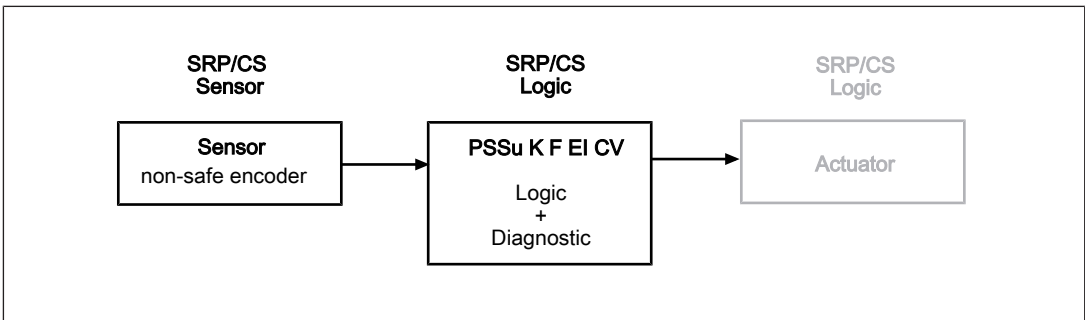 SRP/CS
Sensor
SRP/CS
Logic
SRP/CS
Logic
Sensor
non-safe encoder
PSSu K F EI CV
Logic
+
Diagnostic
Actuator